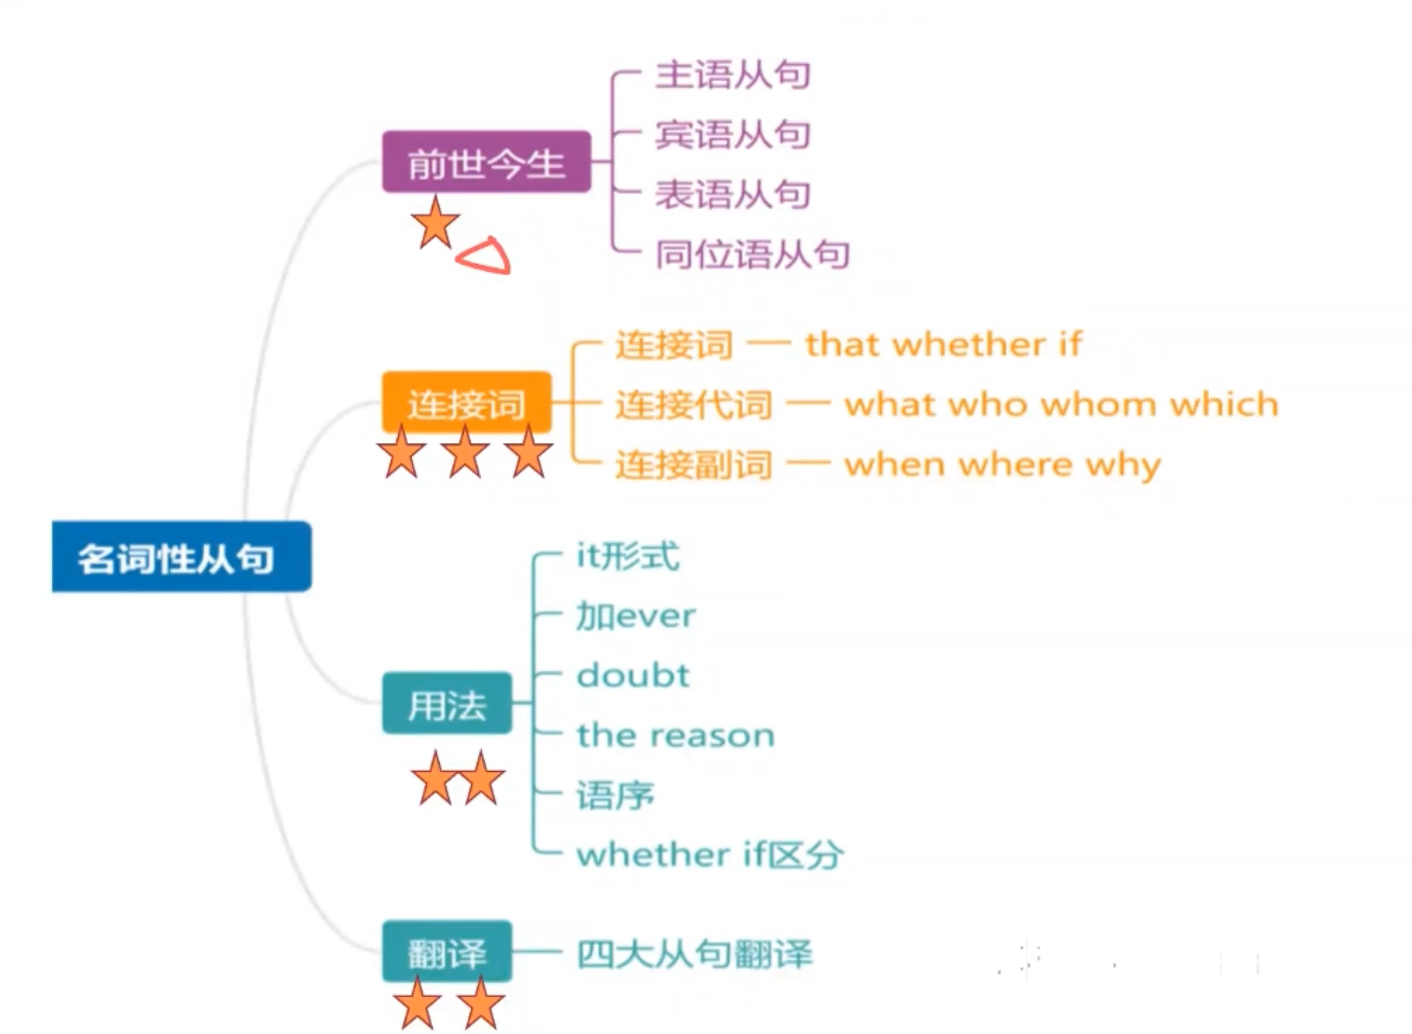 名词性从句
前世今生
主语从句
宾语从句
表语从句
同位语从句
连接词
连接词 that whether if
连接代词 what who whom which
连接副词 when where why
用法
it形式
加ever
doubt
the reason
语序
whether if区分
翻译
四大从句翻译